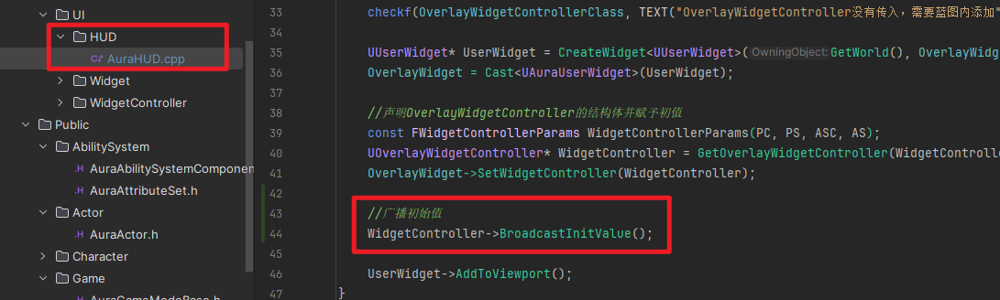 UI
HUD
AuraHUD.cpp
Widget
WidgetController
Public
AbilitySystem
AuraAbilitySystemComponen
AuraAttributeSet.h
Actor
AuraActor.h
Character
Game
33 checkf(OverlayWidgetControllerClass, TEXT("OverlayWidgetController没有传入，需要蓝图内添加"
34
35 UUserWidget* UserWidget = CreateWidget<UUserWidget>( OwningObject: GetWorld(), OverlayWidg
36 OverlayWidget = Cast<UAuraUserWidget>(UserWidget);
37
38 //声明OverlayWidgetController的结构体并赋予初值
39 const FWidgetControllerParams WidgetControllerParams(PC, PS, ASC, AS);
40 UOverlayWidgetController* WidgetController = GetOverlayWidgetController(WidgetControlle
41 OverlayWidget->SetWidgetController(WidgetController);
42
43 //广播初始值
44 WidgetController->BroadcastInitValue();
45
46 UserWidget->AddToViewport();
47 }